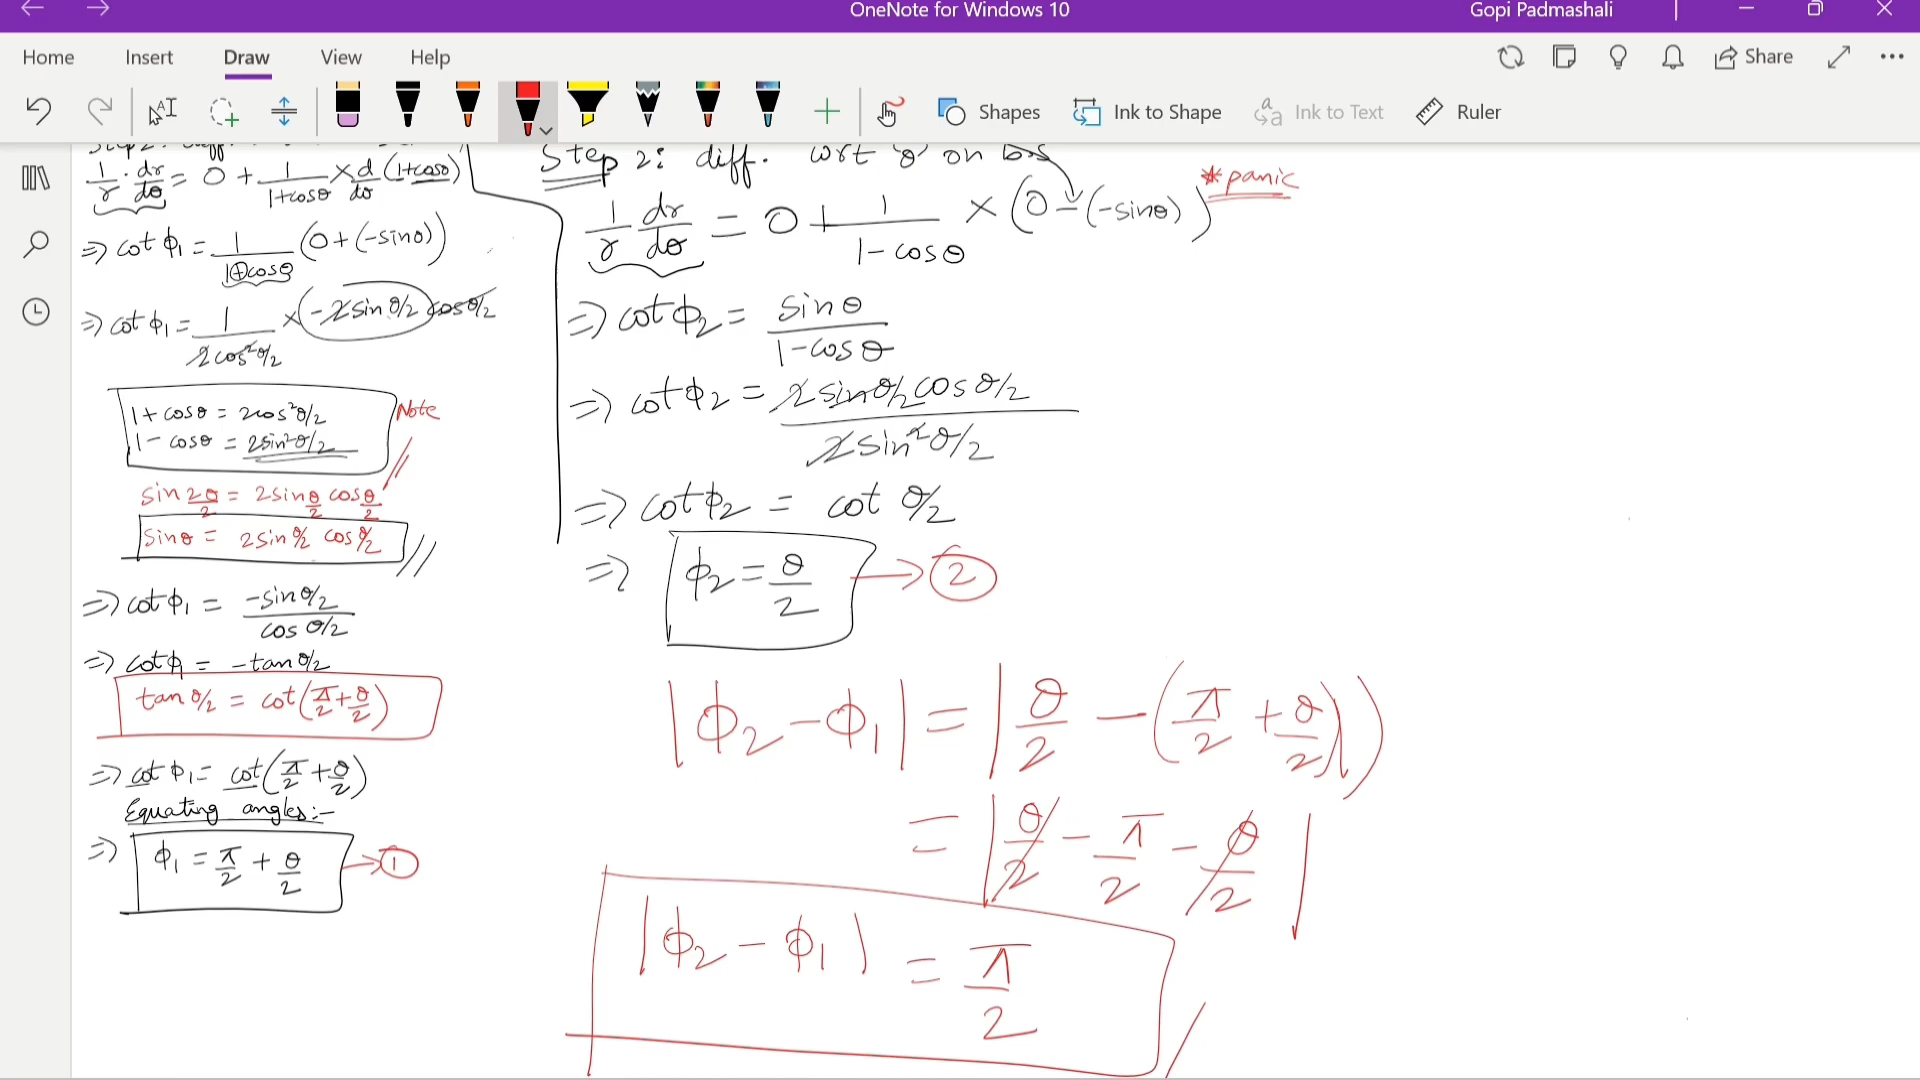 OneNote for Windows 10
Gopi Padmashali
Home Insert Draw View Help
Share
Shapes Ink to Shape Ink to Text Ruler
1/r · dr/dθ = 0 + 1/1+cosθ × d/dθ (1+cosθ)
⇒ cot ϕ₁ = 1/1+cosθ (0+(-sinθ))
⇒ cot ϕ₁ = 1/2cos²θ/2 × (-2sin θ/2) cosθ/2
1+cosθ = 2cos²θ/2
1-cosθ = 2sin²θ/2
Note
sin 2θ/2 = 2sin θ/2 cos θ/2
sinθ = 2sin θ/2 cos θ/2
⇒ cot ϕ₁ = -sin θ/2 / cos θ/2
⇒ cot ϕ₁ = -tan θ/2
tan θ/2 = cot(π/2 + θ/2)
⇒ cot ϕ₁ = cot(π/2 + θ/2)
Equating angles:-
⇒ ϕ₁ = π/2 + θ/2 → 1
Step 2: diff. wrt 'θ' on b.s
1/r dr/dθ = 0 + 1/1-cosθ × (0-(-sinθ))
*panic
⇒ cot ϕ₂ = sinθ/1-cosθ
⇒ cot ϕ₂ = 2sin θ/2 cos θ/2 / 2sin²θ/2
⇒ cot ϕ₂ = cot θ/2
⇒ ϕ₂ = θ/2 → 2
|ϕ₂ - ϕ₁| = |θ/2 - (π/2 + θ/2)|)
= |θ/2 - π/2 - θ/2|
|ϕ₂ - ϕ₁| = π/2